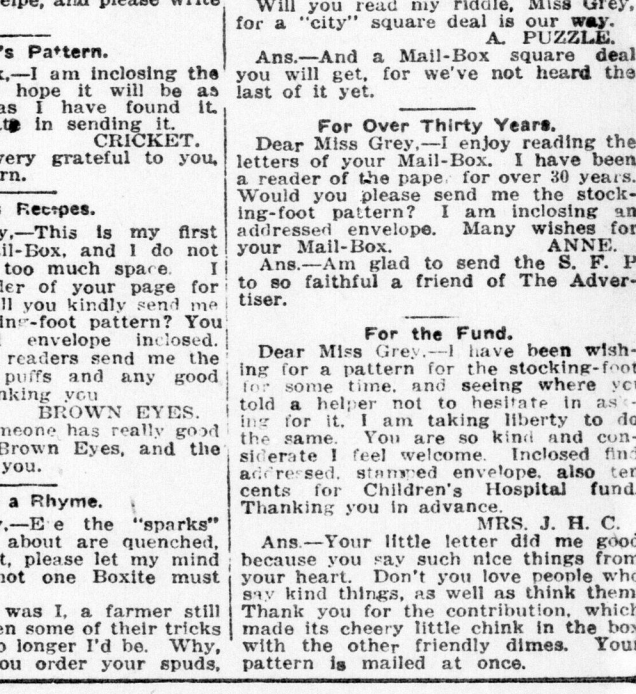 and please write
's Pattern.
,—I am inclosing the
hope it will be as
as I have found it.
in sending it.
CRICKET.
very grateful to you,
rn.
Recipes.
y,—This is my first
il-Box, and I do not
too much space. I
der of your page for
ll you kindly send me
ing-foot pattern? You
envelope inclosed.
readers send me the
puffs and any good
nking you
BROWN EYES.
meone has really good
Brown Eyes, and the
you.
a Rhyme.
,—E'e the "sparks"
about are quenched,
t, please let my mind
not one Boxite must
was I, a farmer still
en some of their tricks
o longer I'd be. Why,
ou order your spuds,
Will you read my riddle, Miss Grey,
for a "city" square deal is our way.
A. PUZZLE.
Ans.—And a Mail-Box square deal
you will get, for we've not heard the
last of it yet.
For Over Thirty Years.
Dear Miss Grey,—I enjoy reading the
letters of your Mail-Box. I have been
a reader of the pape for over 30 years.
Would you please send me the stock-
ing-foot pattern? I am inclosing an
addressed envelope. Many wishes for
your Mail-Box. ANNE.
Ans.—Am glad to send the S. F. P
to so faithful a friend of The Adver-
tiser.
For the Fund.
Dear Miss Grey.—I have been wish-
ing for a pattern for the stocking-foot
for some time, and seeing where you
told a helper not to hesitate in as -
ing for it, I am taking liberty to do
the same. You are so kind and con-
siderate I feel welcome. Inclosed find
addressed, stamped envelope, also ten
cents for Children's Hospital fund
Thanking you in advance.
MRS. J. H. C.
Ans.—Your little letter did me good
because you say such nice things from
your heart. Don't you love people who
say kind things, as well as think them
Thank you for the contribution, which
made its cheery little chink in the box
with the other friendly dimes. Your
pattern is mailed at once.